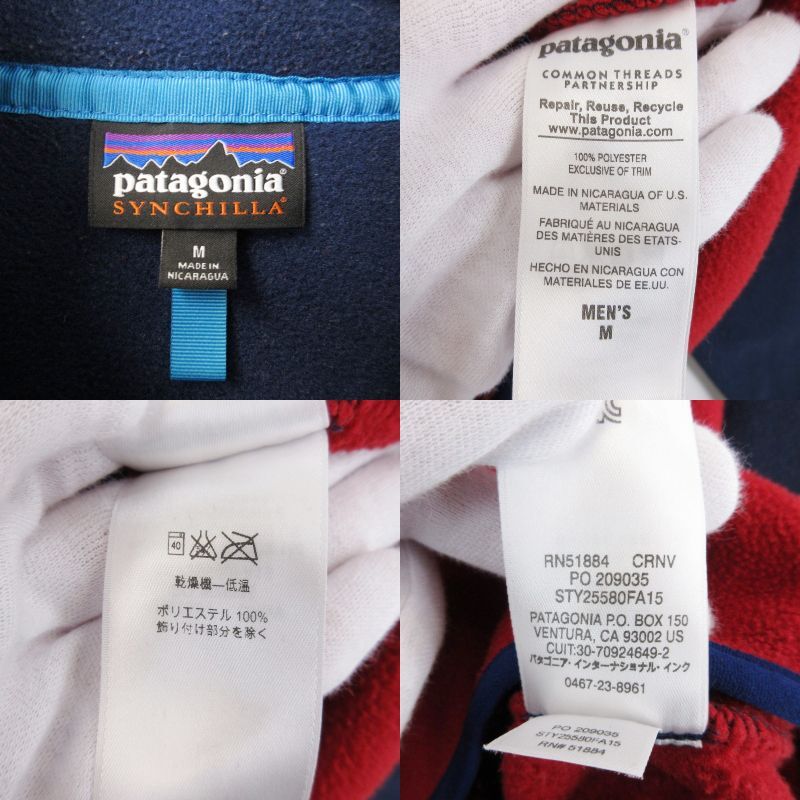 patagonia®
SYNCHILLA®
M
MADE IN
NICARAGUA
patagonia®
COMMON THREADS
PARTNERSHIP
Repair, Reuse, Recycle
This Product
www.patagonia.com
100% POLYESTER
EXCLUSIVE OF TRIM
MADE IN NICARAGUA OF U.S.
MATERIALS
FABRIQUÉ AU NICARAGUA
DES MATIÈRES DES ETATS-
UNIS
HECHO EN NICARAGUA CON
MATERIALES DE EE.UU.
MEN'S
M
40
乾燥機—低温
ポリエステル 100%
飾り付け部分を除く
RN51884 CRNV
PO 209035
STY25580FA15
PATAGONIA P.O. BOX 150
VENTURA, CA 93002 US
CUIT:30-70924649-2
パタゴニア・インターナショナル・インク
0467-23-8961
PO 209035
STY25580FA15
RN# 51884